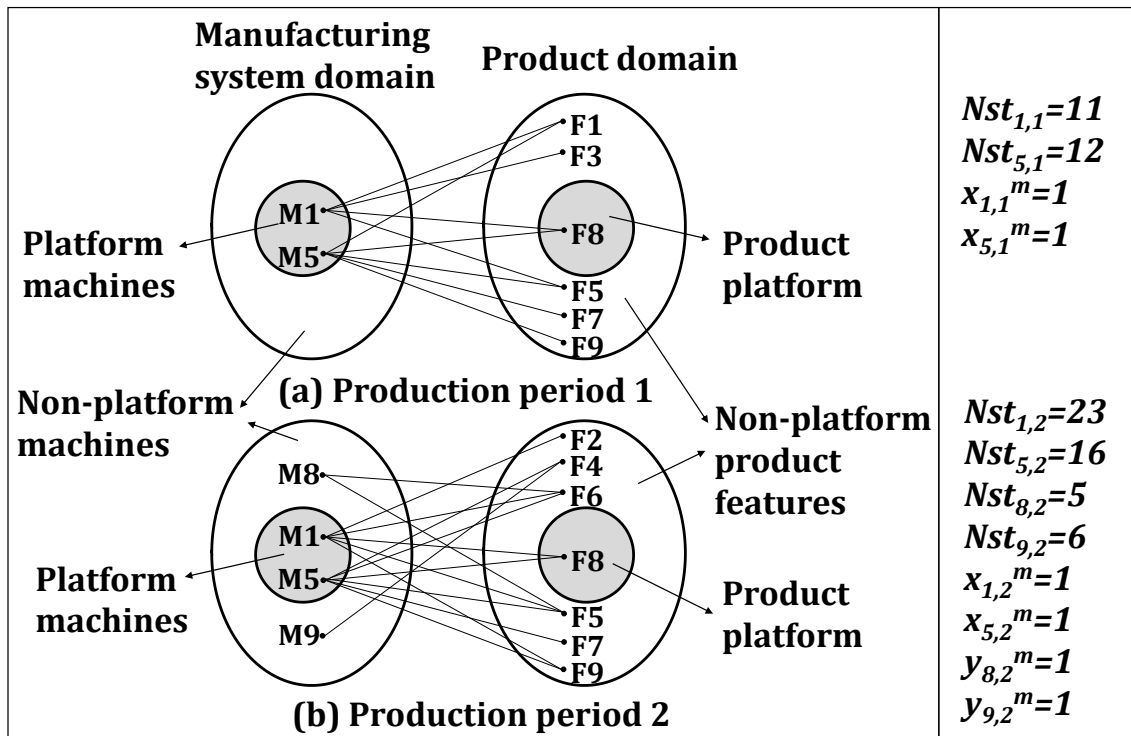 Manufacturing
system domain
Product domain
F1
F3
M1
M5
F8
F5
F7
F9
Platform
machines
Product
platform
(a) Production period 1
Non-platform
machines
Non-platform
product
features
F2
F4
F6
M8
M1
M5
F8
M9
F5
F7
F9
Platform
machines
Product
platform
(b) Production period 2
Nst1,1=11
Nst5,1=12
x1,1m=1
x5,1m=1
Nst1,2=23
Nst5,2=16
Nst8,2=5
Nst9,2=6
x1,2m=1
x5,2m=1
y8,2m=1
y9,2m=1